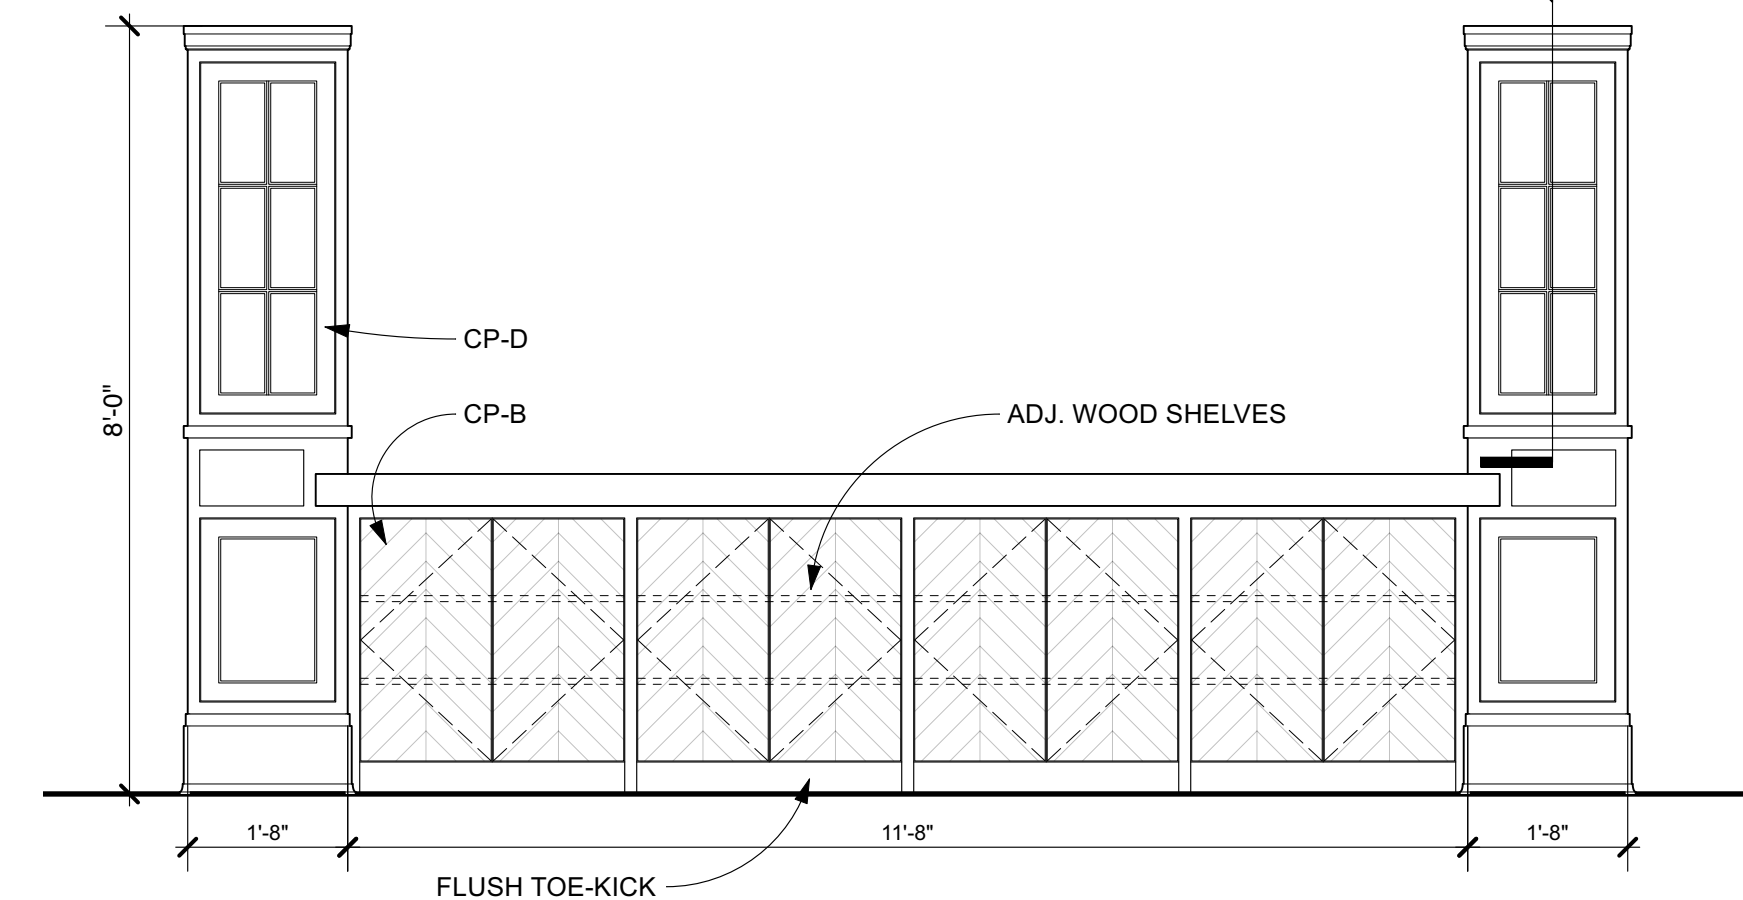 CP-D
8'-0"
CP-B
ADJ. WOOD SHELVES
1'-8"
11'-8"
1'-8"
FLUSH TOE-KICK